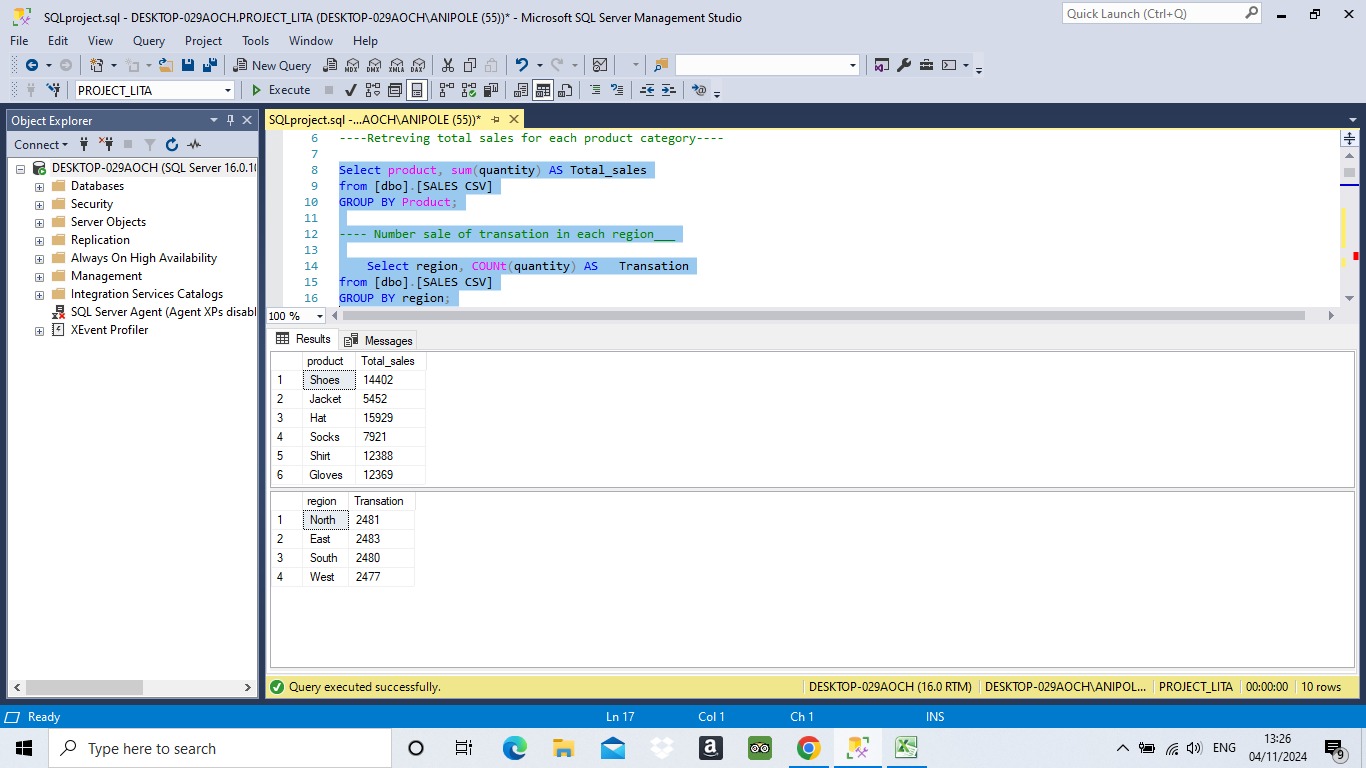 SQLproject.sql - DESKTOP-029AOCH.PROJECT_LITA (DESKTOP-029AOCH\ANIPOLE (55))* - Microsoft SQL Server Management Studio
Quick Launch (Ctrl+Q)
File Edit View Query Project Tools Window Help
New Query MDX DMX XMLA DAX
PROJECT_LITA Execute
Object Explorer
Connect
DESKTOP-029AOCH (SQL Server 16.0.10
Databases
Security
Server Objects
Replication
Always On High Availability
Management
Integration Services Catalogs
SQL Server Agent (Agent XPs disabl
XEvent Profiler
SQLproject.sql -...AOCH\ANIPOLE (55))*
6 ----Retreving total sales for each product category----
7
8 Select product, sum(quantity) AS Total_sales
9 from [dbo].[SALES CSV]
10 GROUP BY Product;
11
12 ---- Number sale of transation in each region___
13
14 Select region, COUNt(quantity) AS Transation
15 from [dbo].[SALES CSV]
16 GROUP BY region;
100 %
Results Messages
product Total_sales
1 Shoes 14402
2 Jacket 5452
3 Hat 15929
4 Socks 7921
5 Shirt 12388
6 Gloves 12369
region Transation
1 North 2481
2 East 2483
3 South 2480
4 West 2477
Query executed successfully. DESKTOP-029AOCH (16.0 RTM) DESKTOP-029AOCH\ANIPOL... PROJECT_LITA 00:00:00 10 rows
Ready Ln 17 Col 1 Ch 1 INS
Type here to search
ENG
13:26
04/11/2024
9